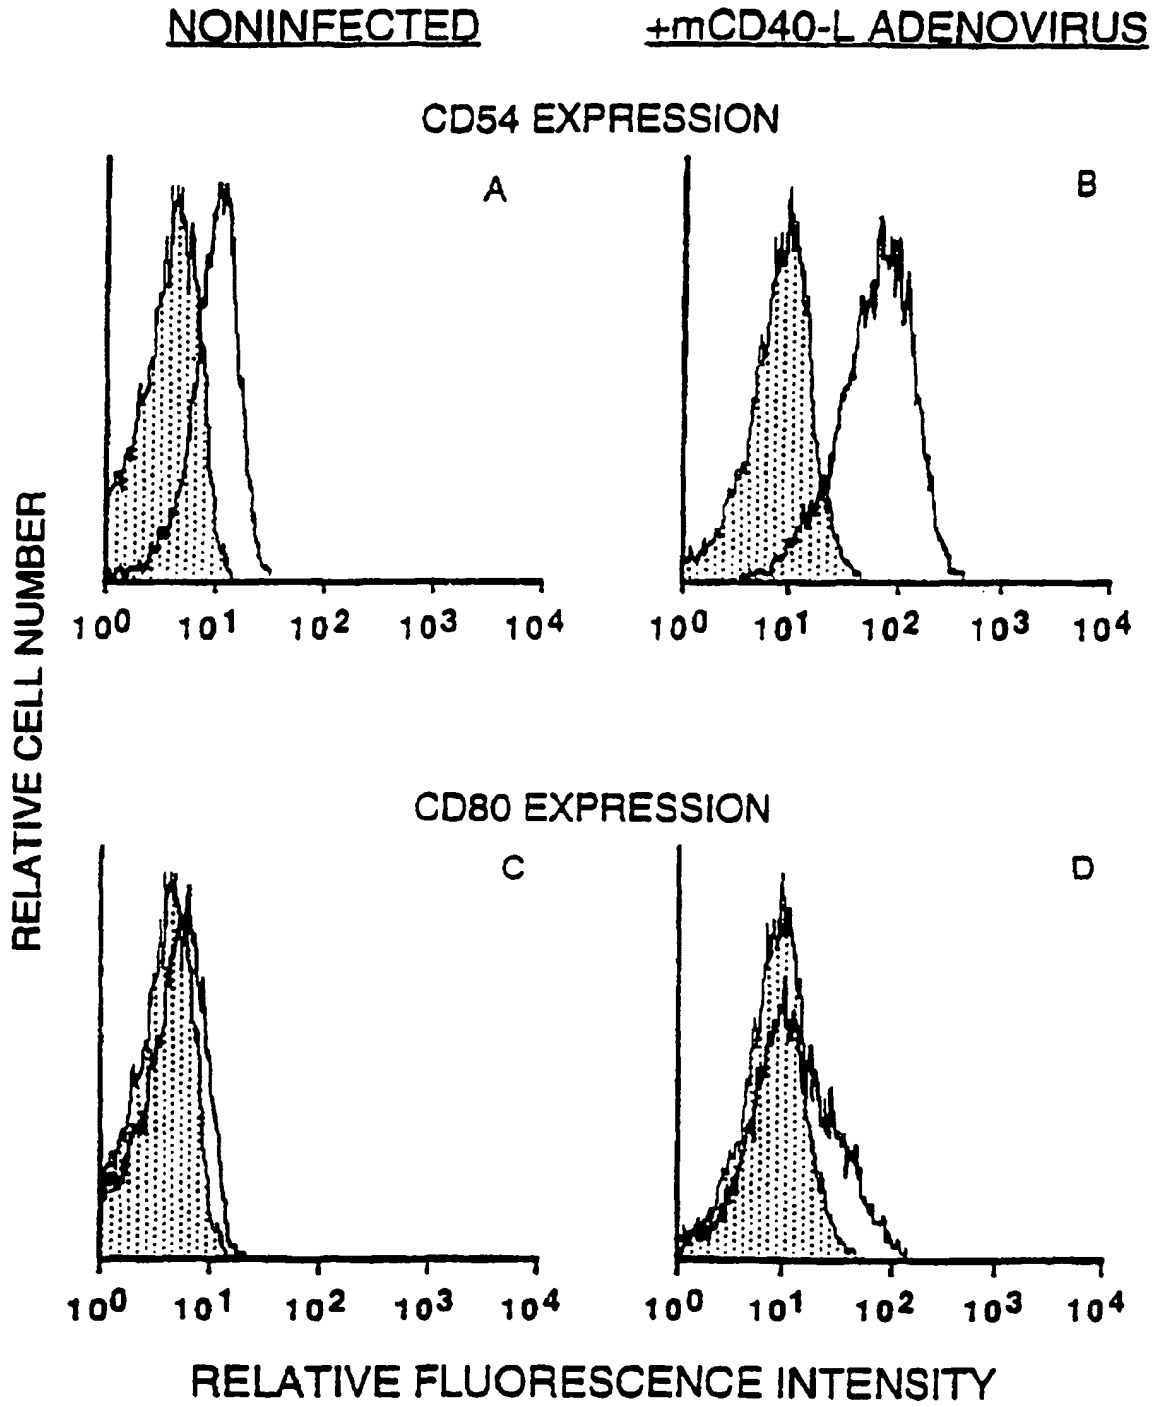 NONINFECTED +mCD40-L ADENOVIRUS
CD54 EXPRESSION
A B
10⁰ 10¹ 10² 10³ 10⁴ 10⁰ 10¹ 10² 10³ 10⁴
RELATIVE CELL NUMBER
CD80 EXPRESSION
C D
10⁰ 10¹ 10² 10³ 10⁴ 10⁰ 10¹ 10² 10³ 10⁴
RELATIVE FLUORESCENCE INTENSITY